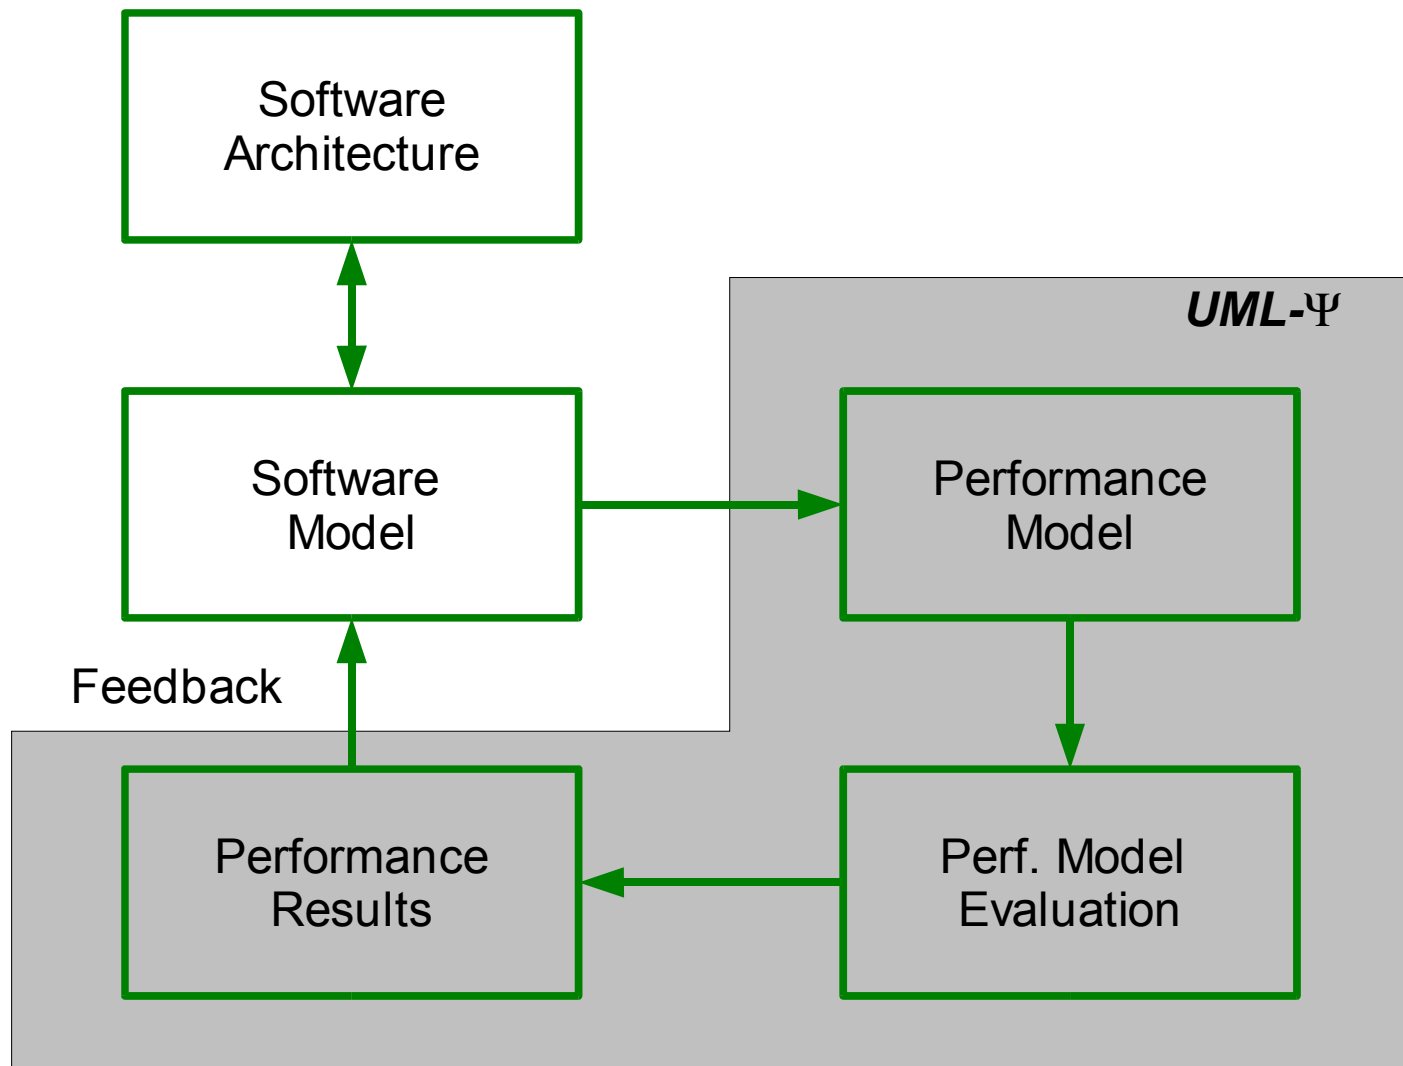 Software
Architecture
UML-Ψ
Software
Model
Performance
Model
Feedback
Performance
Results
Perf. Model
Evaluation